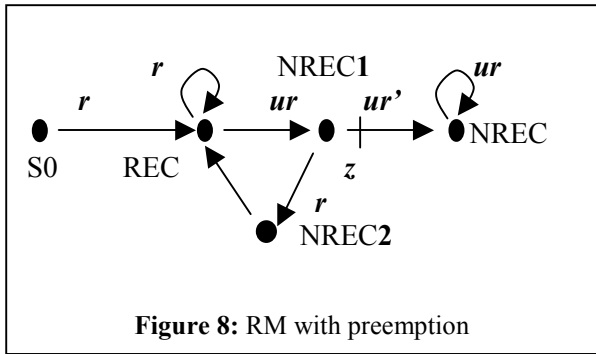 r NREC1 ur
r ur ur’ NREC
S0 REC z
r
NREC2
Figure 8: RM with preemption